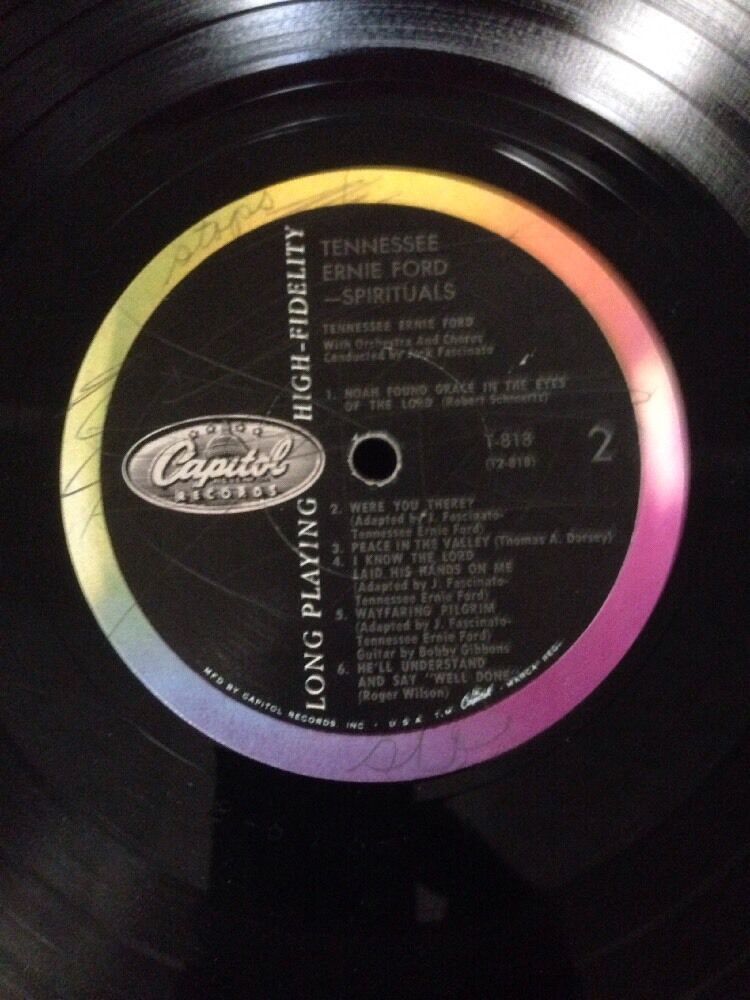 stops
TENNESSEE
ERNIE FORD
—SPIRITUALS
TENNESSEE ERNIE FORD
With Orchestra And Chorus
Conducted by Jack Fascinato
1. NOAH FOUND GRACE IN THE EYES
OF THE LORD (Robert Schmertz)
HIGH-FIDELITY
Capitol
RECORDS
T-818
(T2-818)
2
LONG PLAYING
2. WERE YOU THERE?
(Adapted by J. Fascinato-
Tennessee Ernie Ford)
3. PEACE IN THE VALLEY (Thomas A. Dorsey)
4. I KNOW THE LORD
LAID HIS HANDS ON ME
(Adapted by J. Fascinato-
Tennessee Ernie Ford)
5. WAYFARING PILGRIM
(Adapted by J. Fascinato-
Tennessee Ernie Ford)
Guitar by Bobby Gibbons
6. HE'LL UNDERSTAND
AND SAY "WELL DONE"
(Roger Wilson)
MFD BY CAPITOL RECORDS, INC · U S A T.M. Capitol · MARCA REG.